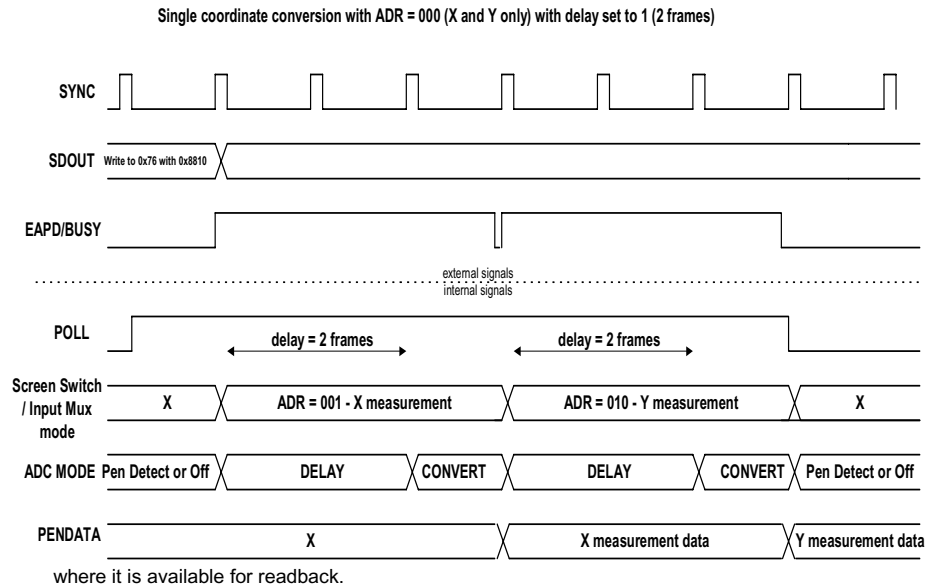 Single coordinate conversion with ADR = 000 (X and Y only) with delay set to 1 (2 frames)
SYNC
SDOUT Write to 0x76 with 0x8810
EAPD/BUSY
external signals
internal signals
POLL delay = 2 frames delay = 2 frames
Screen Switch
/ Input Mux X ADR = 001 - X measurement ADR = 010 - Y measurement X
mode
ADC MODE Pen Detect or Off DELAY CONVERT DELAY CONVERT Pen Detect or Off
PENDATA X X measurement data Y measurement data
where it is available for readback.